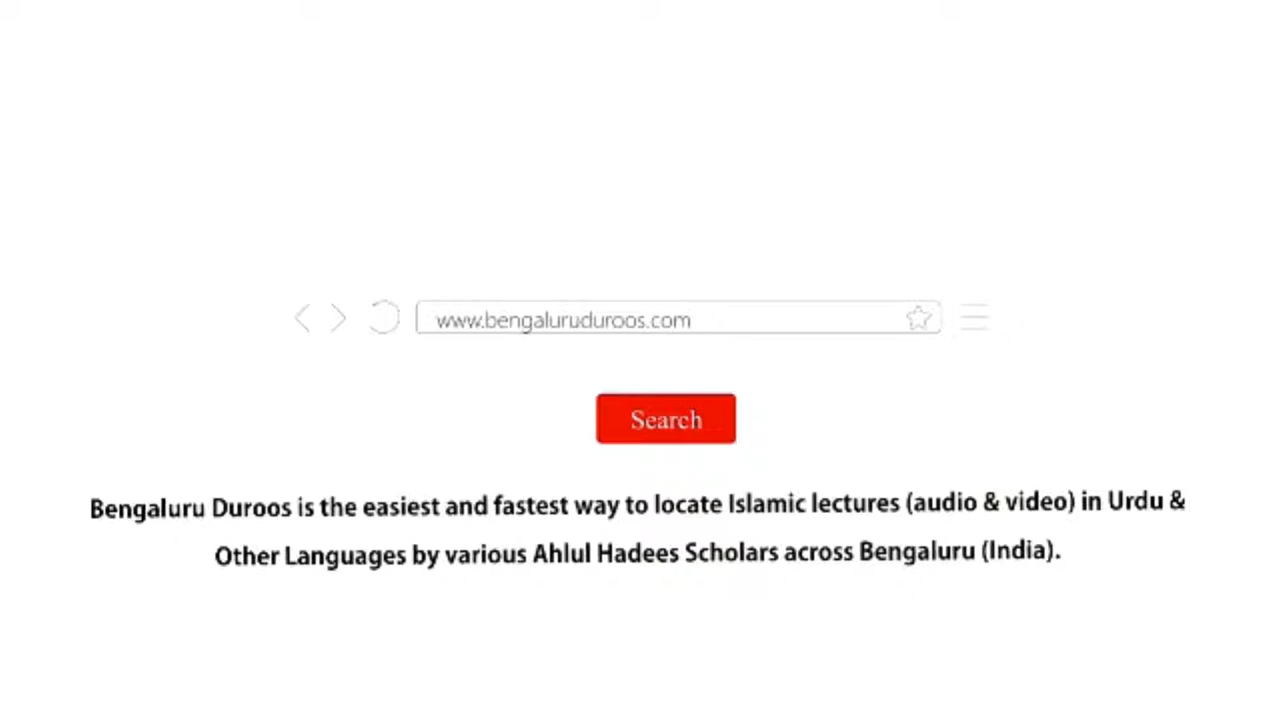 www.bengaluruduroos.com
Search
Bengaluru Duroos is the easiest and fastest way to locate Islamic lectures (audio & video) in Urdu &
Other Languages by various Ahlul Hadees Scholars across Bengaluru (India).